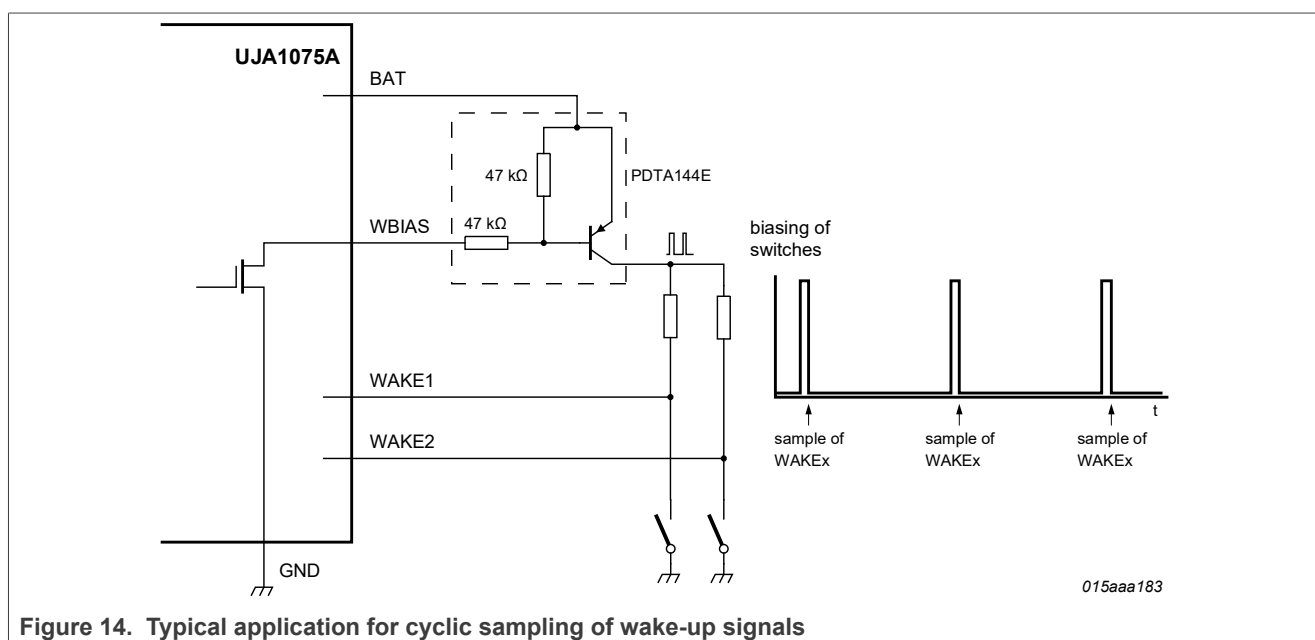 UJA1075A
BAT
47 kΩ
PDTA144E
WBIAS
47 kΩ
biasing of
switches
WAKE1
t
sample of
WAKEx
sample of
WAKEx
sample of
WAKEx
WAKE2
GND
015aaa183
Figure 14. Typical application for cyclic sampling of wake-up signals